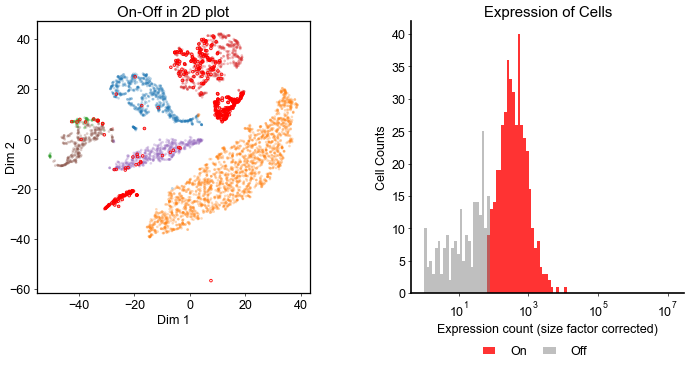 On-Off in 2D plot
Dim 2
40
20
0
−20
−40
−60
−40 −20 0 20 40
Dim 1
Expression of Cells
Cell Counts
40
35
30
25
20
15
10
5
0
10^1 10^3 10^5 10^7
Expression count (size factor corrected)
On Off